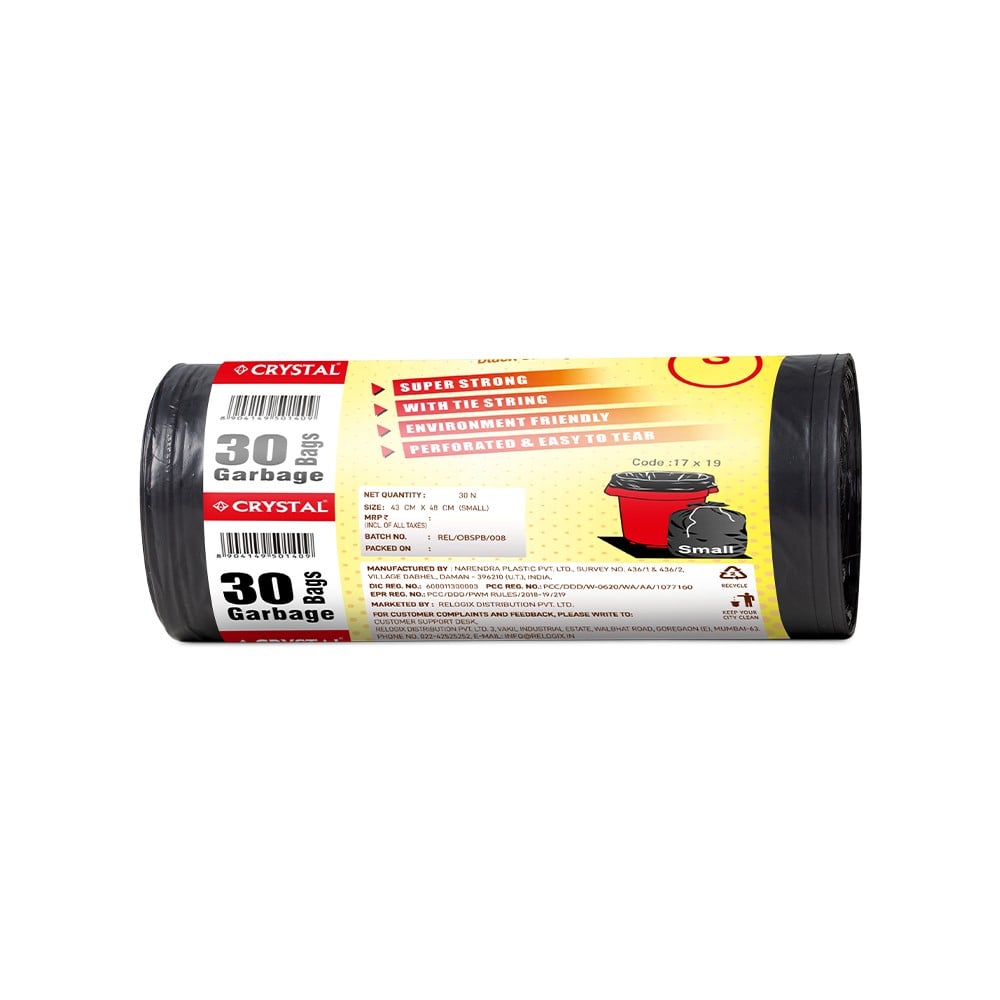 CRYSTAL
8904149501409
30 Bags
Garbage
CRYSTAL
8904149501409
30 Bags
Garbage
CRYSTAL
S
SUPER STRONG
WITH TIE STRING
ENVIRONMENT FRIENDLY
PERFORATED & EASY TO TEAR
Code :17 x 19
Small
NET QUANTITY : 30 N
SIZE: 43 CM X 48 CM (SMALL)
MRP ₹ :
(INCL. OF ALL TAXES)
BATCH NO. : REL/OBSPB/008
PACKED ON :
MANUFACTURED BY : NARENDRA PLASTIC PVT. LTD., SURVEY NO. 436/1 & 436/2,
VILLAGE DABHEL, DAMAN - 396210 (U.T.), INDIA.
DIC REG. NO.: 608011300003 PCC REG. NO.: PCC/DDD/W-0620/WA/AA/1077160
EPR REG. NO.: PCC/DDD/PWM RULES/2018-19/219
MARKETED BY : RELOGIX DISTRIBUTION PVT. LTD.
FOR CUSTOMER COMPLAINTS AND FEEDBACK, PLEASE WRITE TO:
CUSTOMER SUPPORT DESK,
RELOGIX DISTRIBUTION PVT. LTD. 3, VAKIL INDUSTRIAL ESTATE, WALBHAT ROAD, GOREGAON (E), MUMBAI-63.
PHONE NO. 022-42525252, E-MAIL: INFO@RELOGIX.IN
RECYCLE
KEEP YOUR
CITY CLEAN